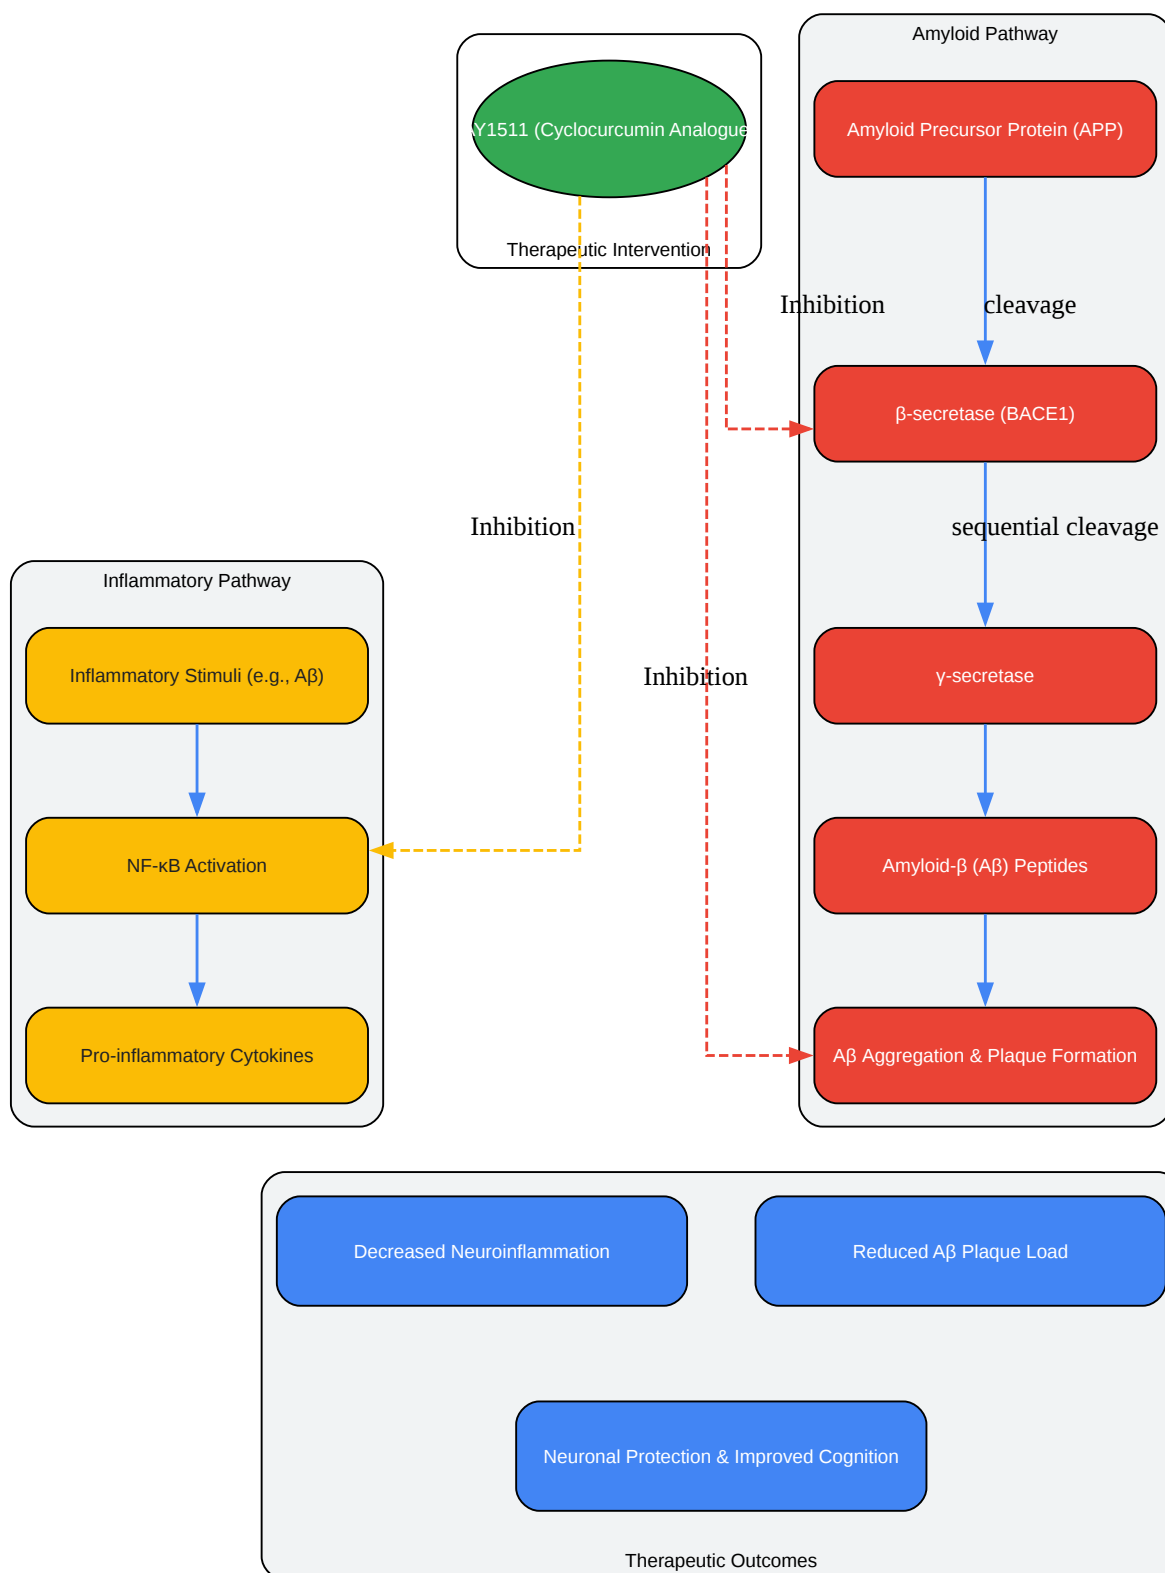 Amyloid Pathway
Y1511 (Cyclocurcumin Analogue
Amyloid Precursor Protein (APP)
Therapeutic Intervention
Inhibition
cleavage
β-secretase (BACE1)
Inhibition
sequential cleavage
Inflammatory Pathway
Inflammatory Stimuli (e.g., Aβ)
Inhibition
γ-secretase
NF-κB Activation
Amyloid-β (Aβ) Peptides
Pro-inflammatory Cytokines
Aβ Aggregation & Plaque Formation
Decreased Neuroinflammation
Reduced Aβ Plaque Load
Neuronal Protection & Improved Cognition
Therapeutic Outcomes